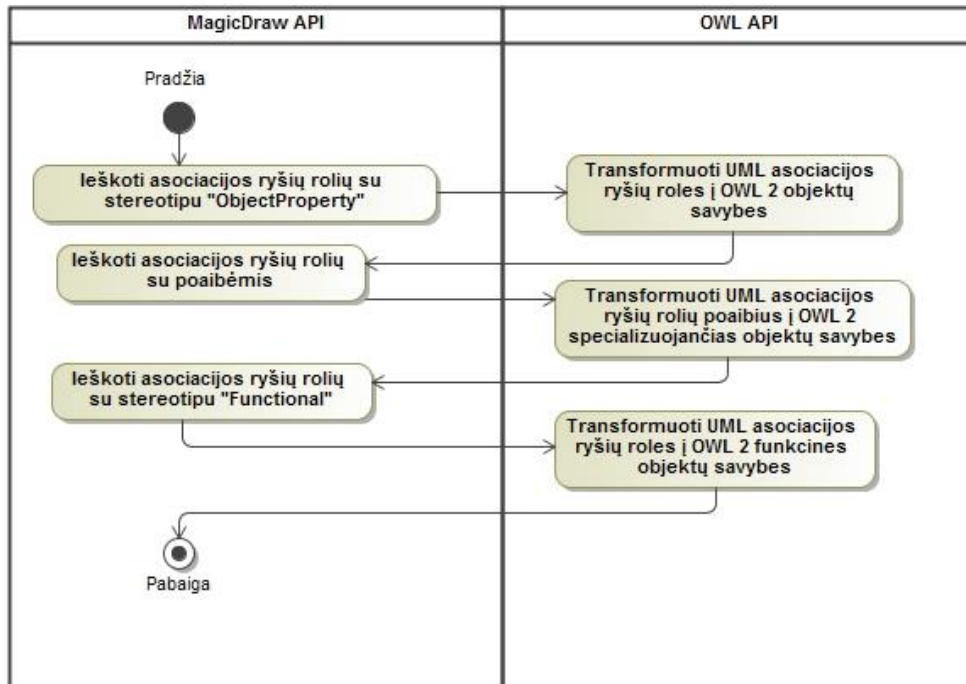 MagicDraw API
OWL API
Pradžia
Ieškoti asociacijos ryšių rolių su
stereotipu "ObjectProperty"
Transformuoti UML asociacijos
ryšių roles į OWL 2 objektų
savybes
Ieškoti asociacijos ryšių rolių
su poaibėmis
Transformuoti UML asociacijos
ryšių rolių poaibius į OWL 2
specializuojančias objektų savybes
Ieškoti asociacijos ryšių rolių
su stereotipu "Functional"
Transformuoti UML asociacijos
ryšių roles į OWL 2 funkcines
objektų savybes
Pabaiga